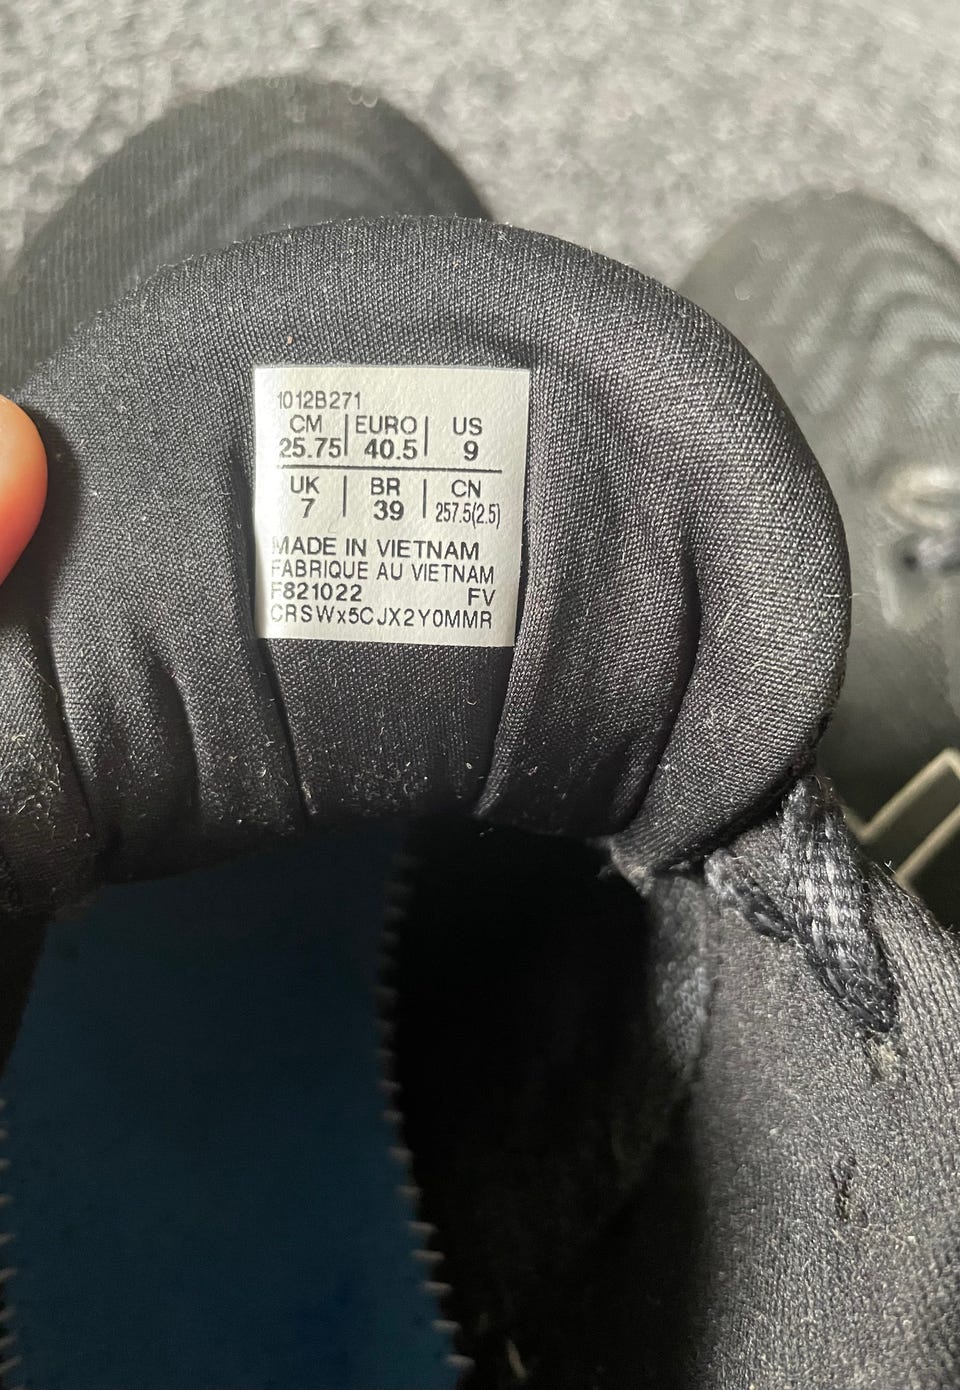 1012B271
CM | EURO | US
25.75 | 40.5 | 9
UK | BR | CN
7 | 39 | 257.5(2.5)
MADE IN VIETNAM
FABRIQUE AU VIETNAM
F821022 FV
CRSWx5CJX2Y0MMR